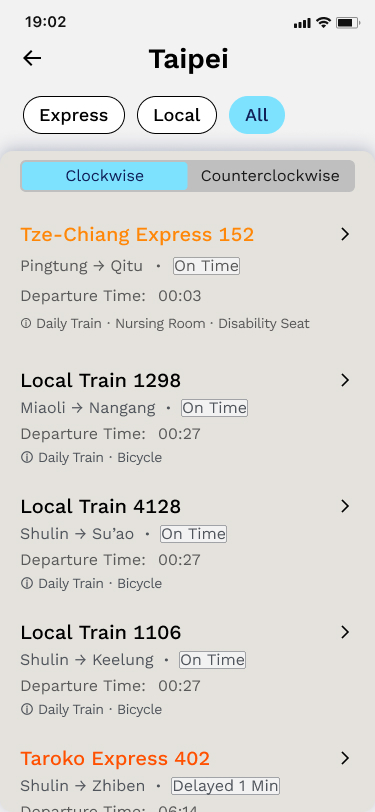 19:02
Taipei
Express Local All
Clockwise Counterclockwise
Tze-Chiang Express 152
Pingtung → Qitu · On Time
Departure Time: 00:03
Daily Train · Nursing Room · Disability Seat
Local Train 1298
Miaoli → Nangang · On Time
Departure Time: 00:27
Daily Train · Bicycle
Local Train 4128
Shulin → Su’ao · On Time
Departure Time: 00:27
Daily Train · Bicycle
Local Train 1106
Shulin → Keelung · On Time
Departure Time: 00:27
Daily Train · Bicycle
Taroko Express 402
Shulin → Zhiben · Delayed 1 Min
Departure Time: 06:14